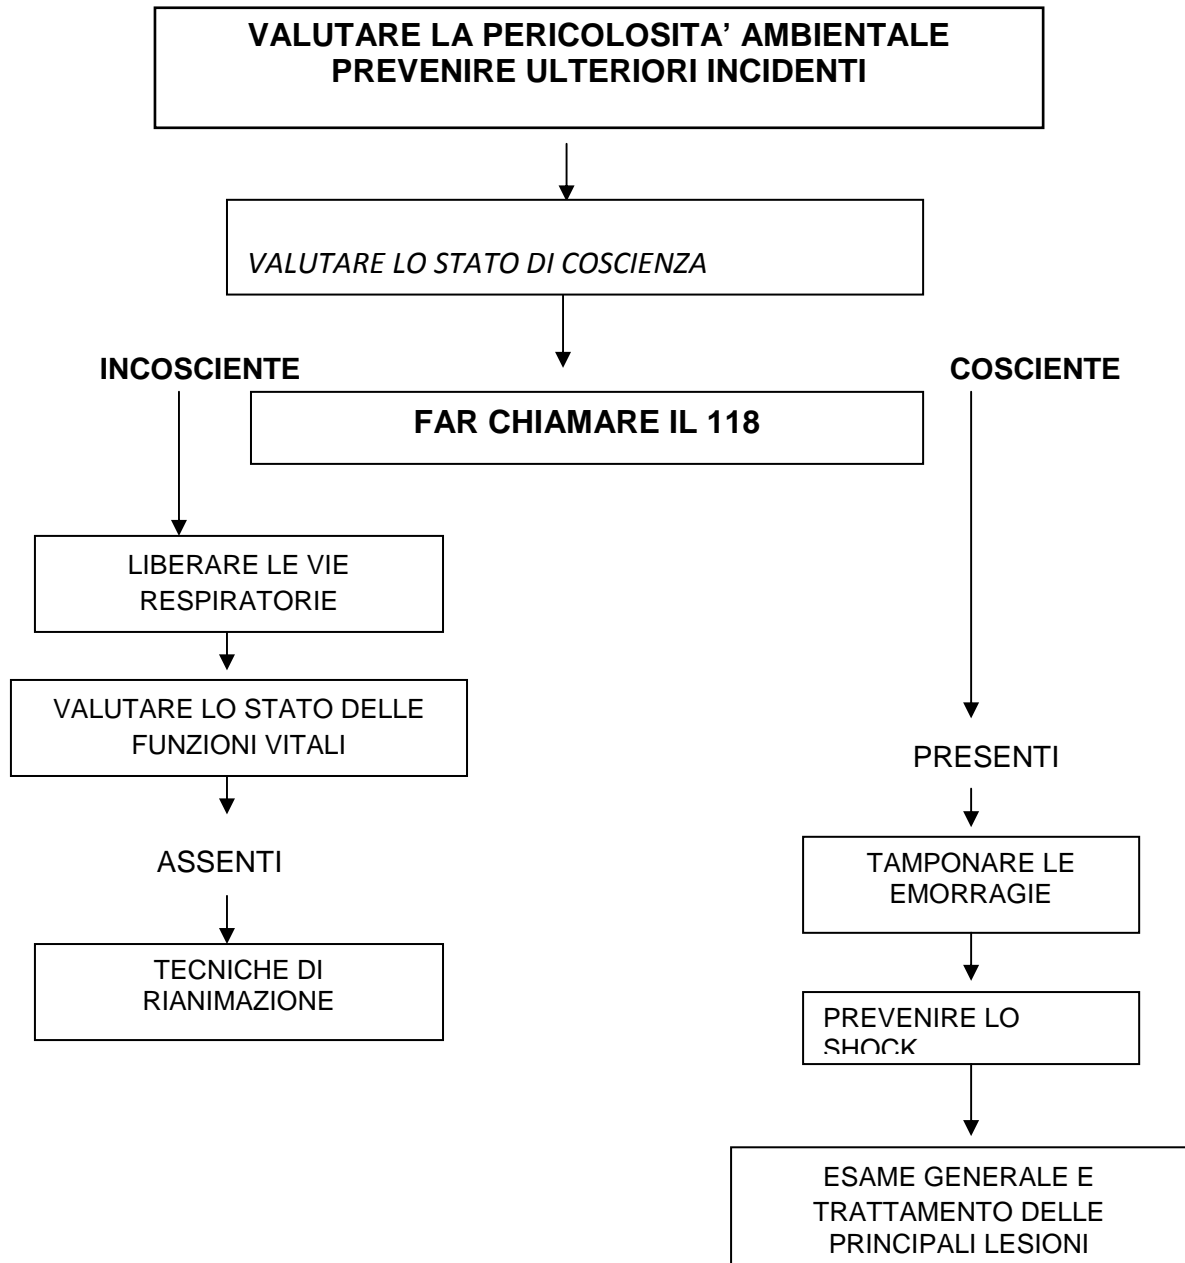 VALUTARE LA PERICOLOSITA’ AMBIENTALE
PREVENIRE ULTERIORI INCIDENTI
VALUTARE LO STATO DI COSCIENZA
INCOSCIENTE
COSCIENTE
FAR CHIAMARE IL 118
LIBERARE LE VIE
RESPIRATORIE
VALUTARE LO STATO DELLE
FUNZIONI VITALI
ASSENTI
TECNICHE DI
RIANIMAZIONE
PRESENTI
TAMPONARE LE
EMORRAGIE
PREVENIRE LO
SHOCK
ESAME GENERALE E
TRATTAMENTO DELLE
PRINCIPALI LESIONI